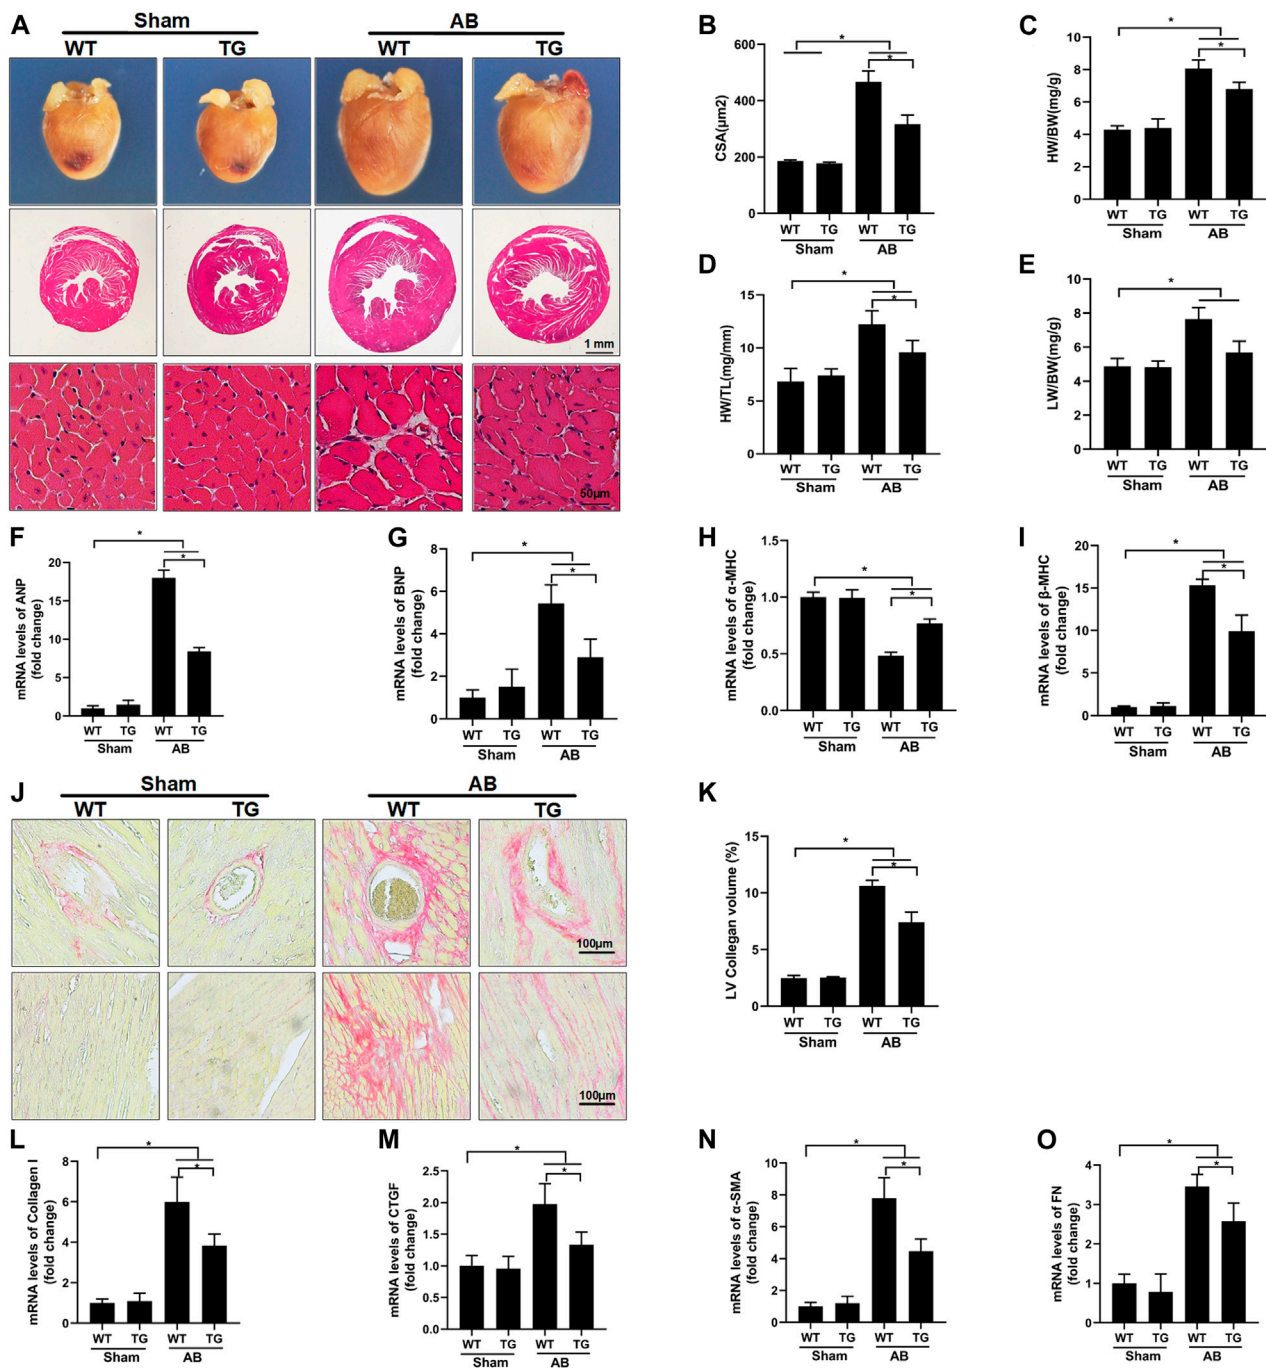 A
Sham
AB
WT
TG
WT
TG
1 mm
50μm
B
*
*
CSA(μm2)
600
400
200
0
WT
TG
WT
TG
Sham
AB
C
*
*
HW/BW(mg/g)
10
8
6
4
2
0
WT
TG
WT
TG
Sham
AB
D
*
*
HW/TL(mg/mm)
15
10
5
0
WT
TG
WT
TG
Sham
AB
E
*
LW/BW(mg/g)
10
8
6
4
2
0
WT
TG
WT
TG
Sham
AB
F
*
*
mRNA levels of ANP
(fold change)
20
15
10
5
0
WT
TG
WT
TG
Sham
AB
G
*
*
mRNA levels of BNP
(fold change)
8
6
4
2
0
WT
TG
WT
TG
Sham
AB
H
*
*
mRNA levels of α-MHC
(fold change)
1.5
1.0
0.5
0.0
WT
TG
WT
TG
Sham
AB
I
*
*
mRNA levels of β-MHC
(fold change)
20
15
10
5
0
WT
TG
WT
TG
Sham
AB
J
Sham
AB
WT
TG
WT
TG
100μm
100μm
K
*
*
LV Collegan volume (%)
15
10
5
0
WT
TG
WT
TG
Sham
AB
L
*
*
mRNA levels of Collagen I
(fold change)
8
6
4
2
0
WT
TG
WT
TG
Sham
AB
M
*
*
mRNA levels of CTGF
(fold change)
2.5
2.0
1.5
1.0
0.5
0.0
WT
TG
WT
TG
Sham
AB
N
*
*
mRNA levels of α-SMA
(fold change)
10
8
6
4
2
0
WT
TG
WT
TG
Sham
AB
O
*
*
mRNA levels of FN
(fold change)
4
3
2
1
0
WT
TG
WT
TG
Sham
AB